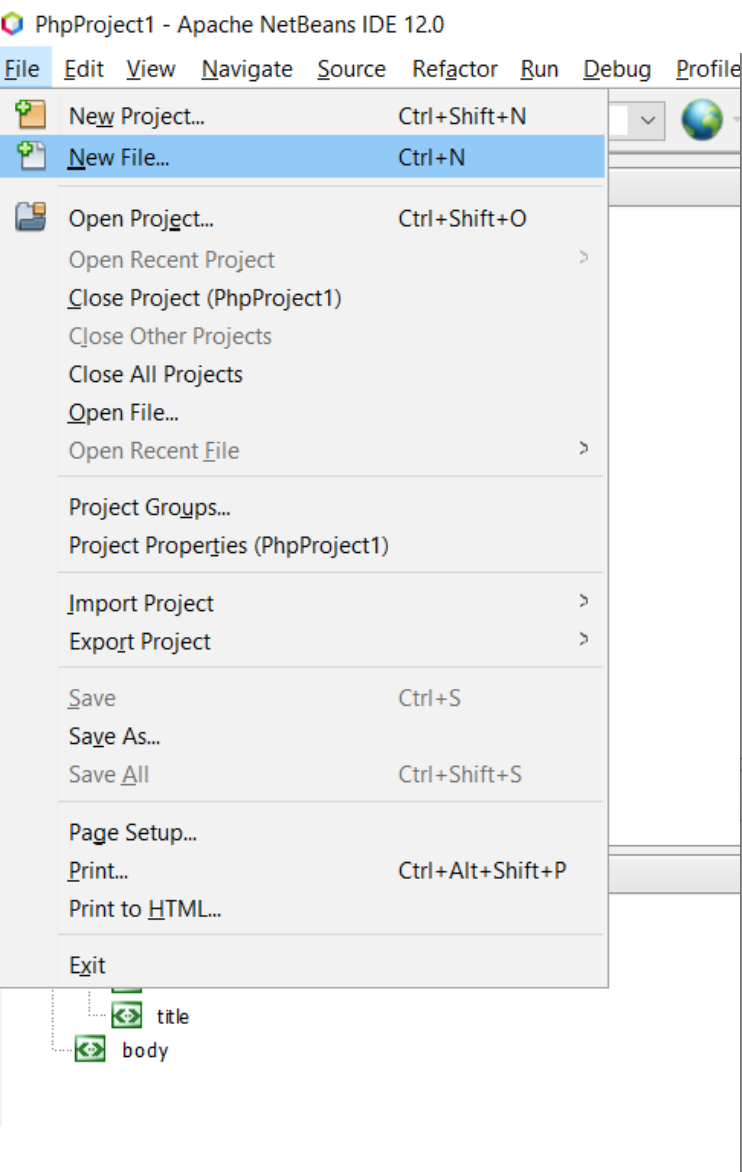 PhpProject1 - Apache NetBeans IDE 12.0
File Edit View Navigate Source Refactor Run Debug Profile
New Project... Ctrl+Shift+N
New File... Ctrl+N
Open Project... Ctrl+Shift+O
Open Recent Project
Close Project (PhpProject1)
Close Other Projects
Close All Projects
Open File...
Open Recent File
Project Groups...
Project Properties (PhpProject1)
Import Project
Export Project
Save Ctrl+S
Save As...
Save All Ctrl+Shift+S
Page Setup...
Print... Ctrl+Alt+Shift+P
Print to HTML...
Exit
title
body